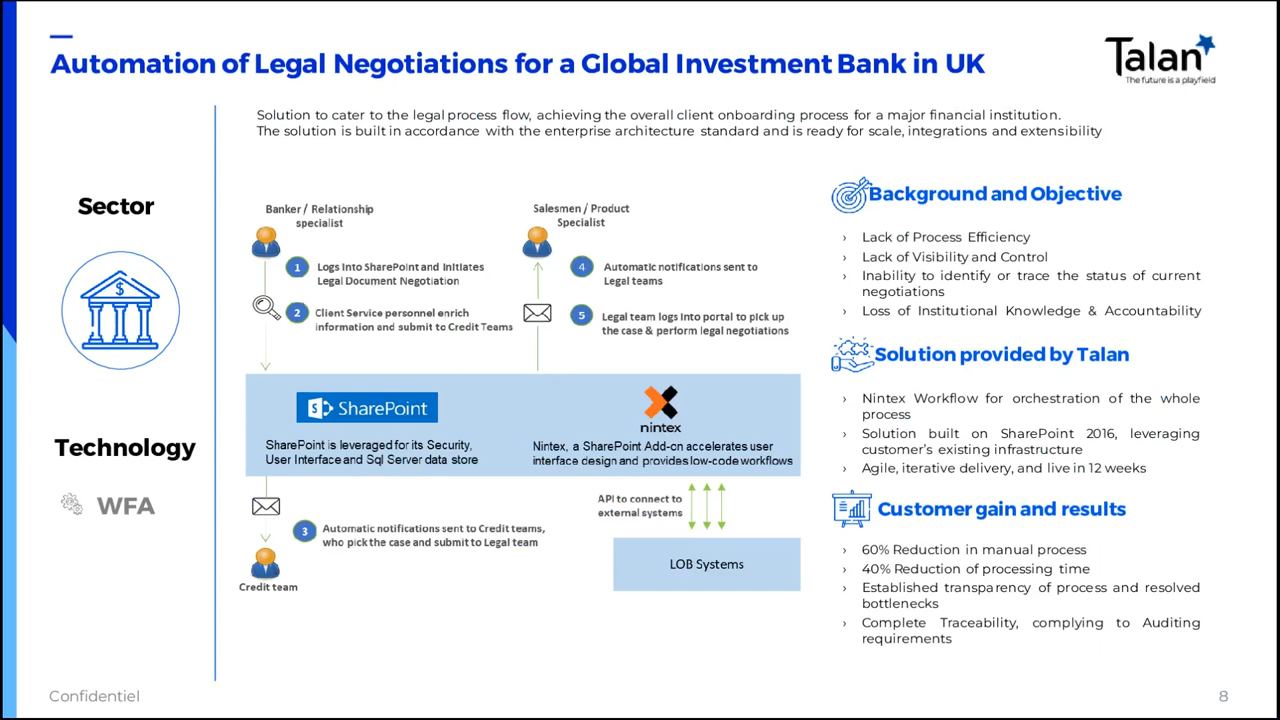 Automation of Legal Negotiations for a Global Investment Bank in UK
Talan
The future is a playfield
Solution to cater to the legal process flow, achieving the overall client onboarding process for a major financial institution.
The solution is built in accordance with the enterprise architecture standard and is ready for scale, integrations and extensibility
Sector
$
Technology
WFA
Banker / Relationship
specialist
1
Logs into SharePoint and Initiates
Legal Document Negotiation
2
Client Service personnel enrich
information and submit to Credit Teams
Salesmen / Product
Specialist
4
Automatic notifications sent to
Legal teams
5
Legal team logs into portal to pick up
the case & perform legal negotiations
S SharePoint
SharePoint is leveraged for its Security,
User Interface and Sql Server data store
nintex
Nintex, a SharePoint Add-on accelerates user
interface design and provides low-code workflows
3
Automatic notifications sent to Credit teams,
who pick the case and submit to Legal team
Credit team
API to connect to
external systems
LOB Systems
Background and Objective
› Lack of Process Efficiency
› Lack of Visibility and Control
› Inability to identify or trace the status of current
negotiations
› Loss of Institutional Knowledge & Accountability
Solution provided by Talan
› Nintex Workflow for orchestration of the whole
process
› Solution built on SharePoint 2016, leveraging
customer's existing infrastructure
› Agile, iterative delivery, and live in 12 weeks
Customer gain and results
› 60% Reduction in manual process
› 40% Reduction of processing time
› Established transparency of process and resolved
bottlenecks
› Complete Traceability, complying to Auditing
requirements
Confidentiel
8